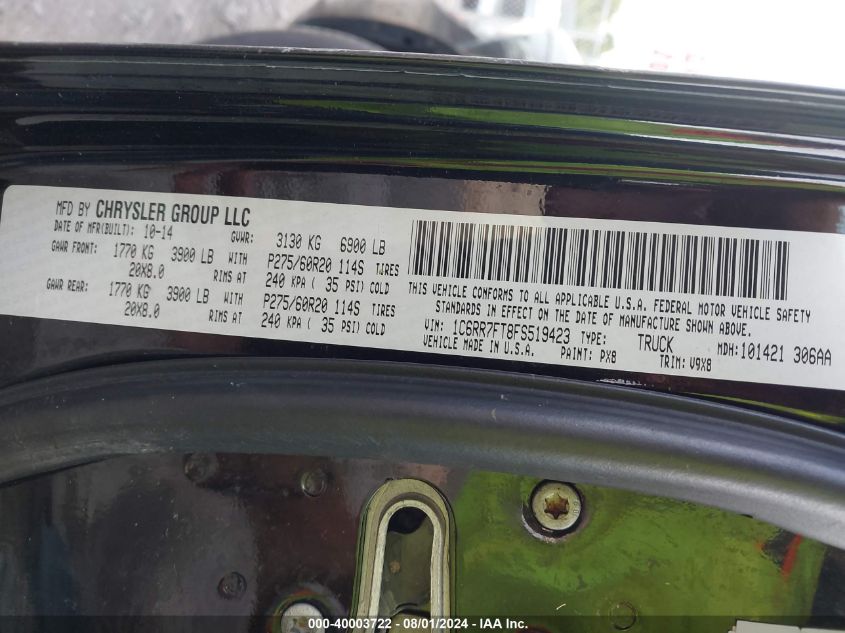 MFD BY CHRYSLER GROUP LLC
DATE OF MFR(BUILT): 10-14 GVWR: 3130 KG 6900 LB
GAWR FRONT: 1770 KG 3900 LB WITH P275/60R20 114S TIRES
20X8.0 RIMS AT 240 KPA ( 35 PSI) COLD
GAWR REAR: 1770 KG 3900 LB WITH P275/60R20 114S TIRES
20X8.0 RIMS AT 240 KPA ( 35 PSI) COLD
THIS VEHICLE CONFORMS TO ALL APPLICABLE U.S.A. FEDERAL MOTOR VEHICLE SAFETY
STANDARDS IN EFFECT ON THE DATE OF MANUFACTURE SHOWN ABOVE.
VIN: 1C6RR7FT8FS519423 TYPE: TRUCK MDH:101421 306AA
VEHICLE MADE IN U.S.A. PAINT: PX8 TRIM: V9X8
000-40003722 - 08/01/2024 - IAA Inc.